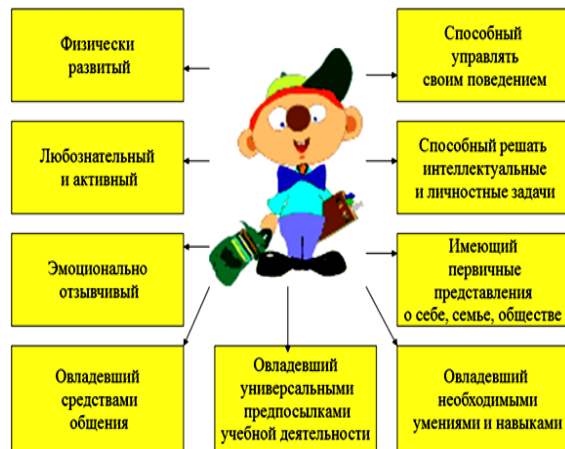 Физически
развитый
Способный
управлять
своим поведением
Любознательный
и активный
Способный решать
интеллектуальные
и личностные задачи
Эмоционально
отзывчивый
Имеющий
первичные
представления
о себе, семье, обществе
Овладевший
средствами
общения
Овладевший
универсальными
предпосылками
учебной деятельности
Овладевший
необходимыми
умениями и навыками